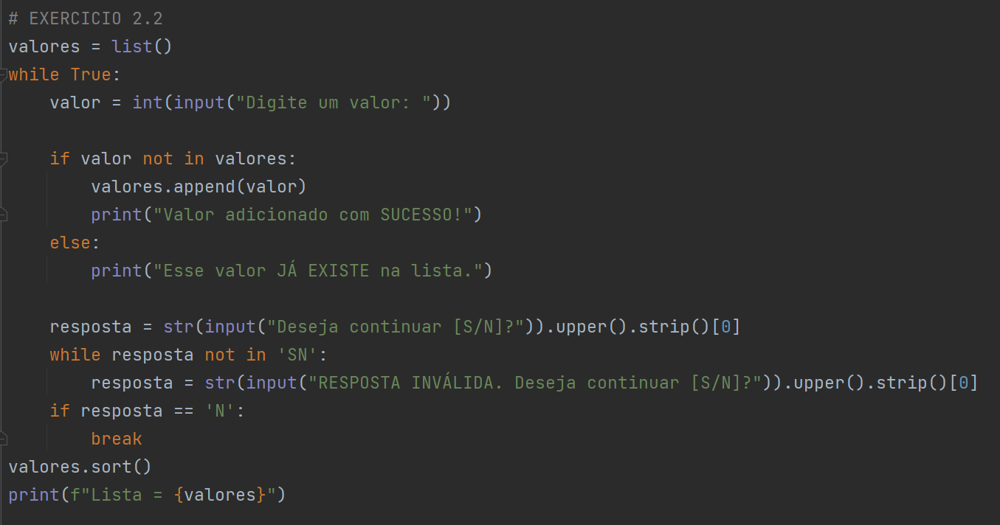 # EXERCICIO 2.2
valores = list()
while True:
    valor = int(input("Digite um valor: "))

    if valor not in valores:
        valores.append(valor)
        print("Valor adicionado com SUCESSO!")
    else:
        print("Esse valor JÁ EXISTE na lista.")

    resposta = str(input("Deseja continuar [S/N]?")).upper().strip()[0]
    while resposta not in 'SN':
        resposta = str(input("RESPOSTA INVÁLIDA. Deseja continuar [S/N]?")).upper().strip()[0]
    if resposta == 'N':
        break
valores.sort()
print(f"Lista = {valores}")